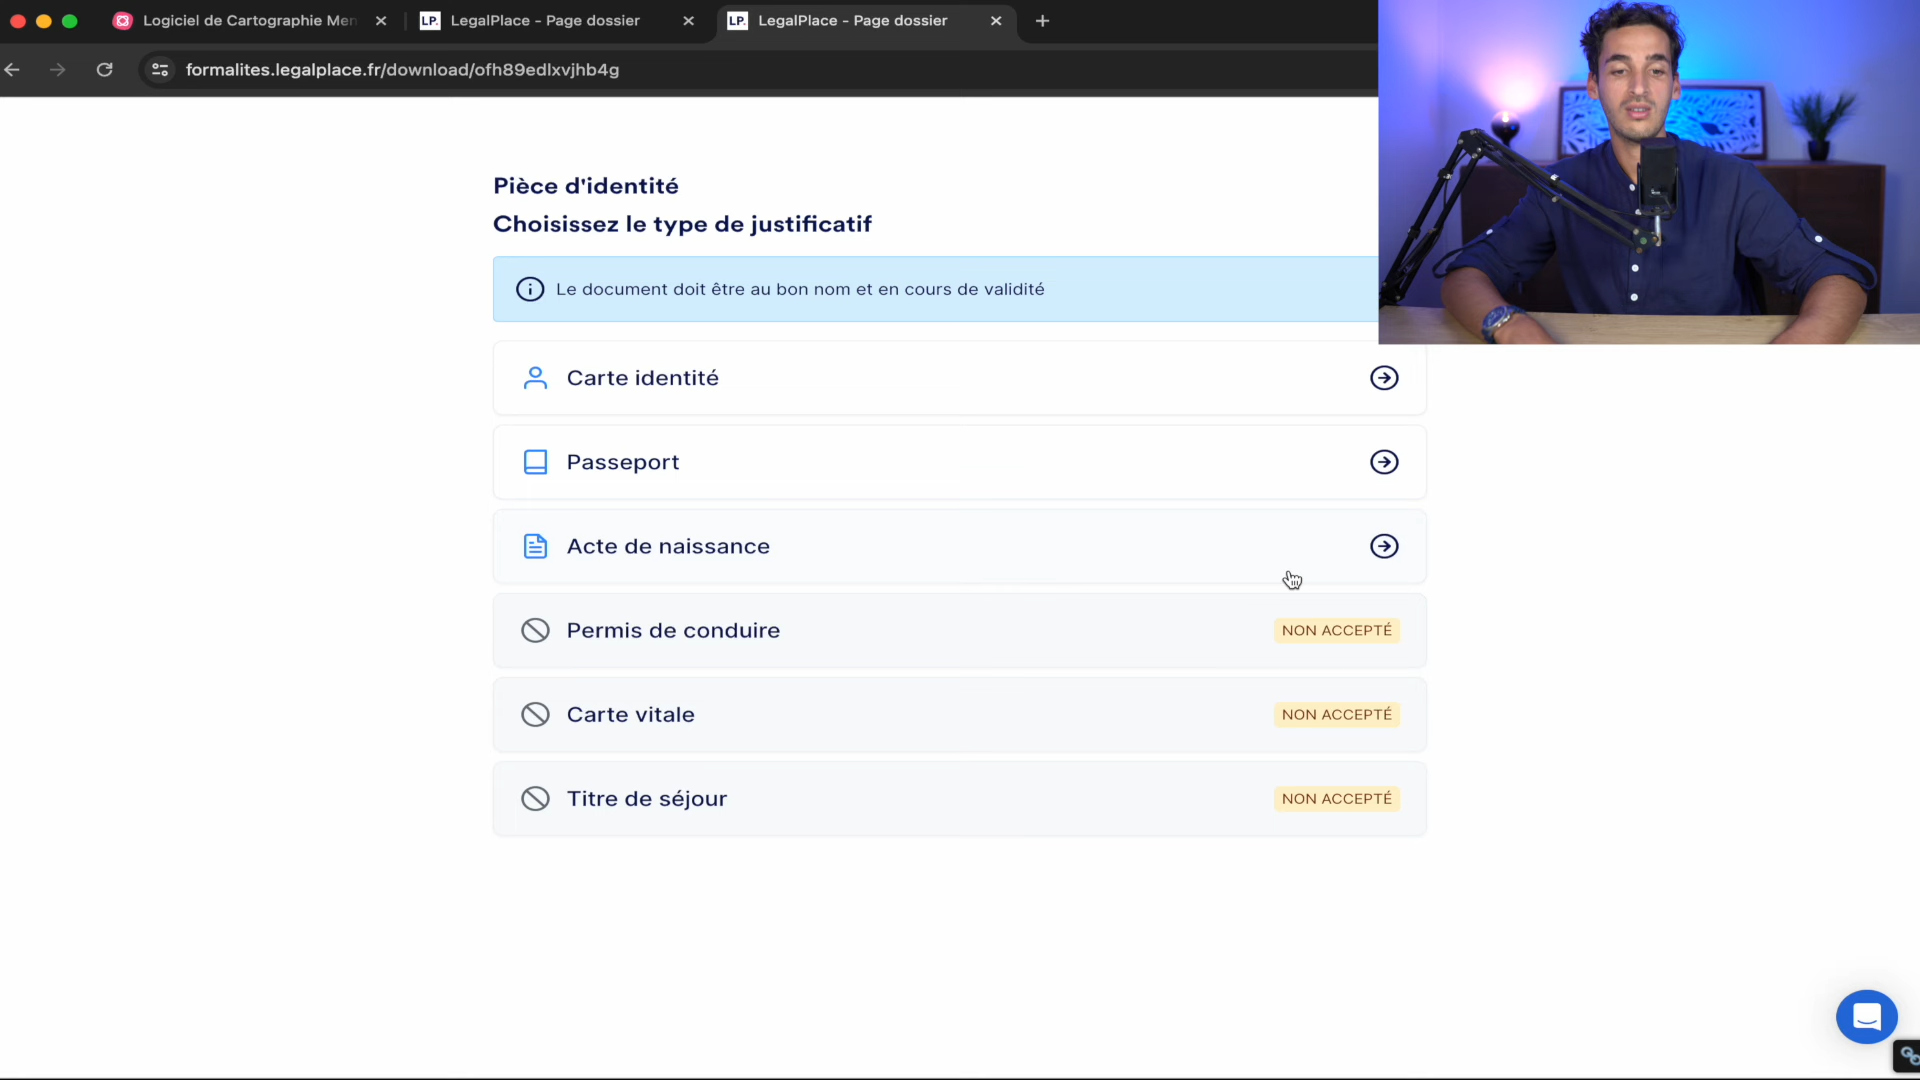 Logiciel de Cartographie Men
LP. LegalPlace - Page dossier
LP. LegalPlace - Page dossier
formalites.legalplace.fr/download/ofh89edlxvjhb4g
Pièce d'identité
Choisissez le type de justificatif
Le document doit être au bon nom et en cours de validité
Carte identité
Passeport
Acte de naissance
Permis de conduire NON ACCEPTÉ
Carte vitale NON ACCEPTÉ
Titre de séjour NON ACCEPTÉ